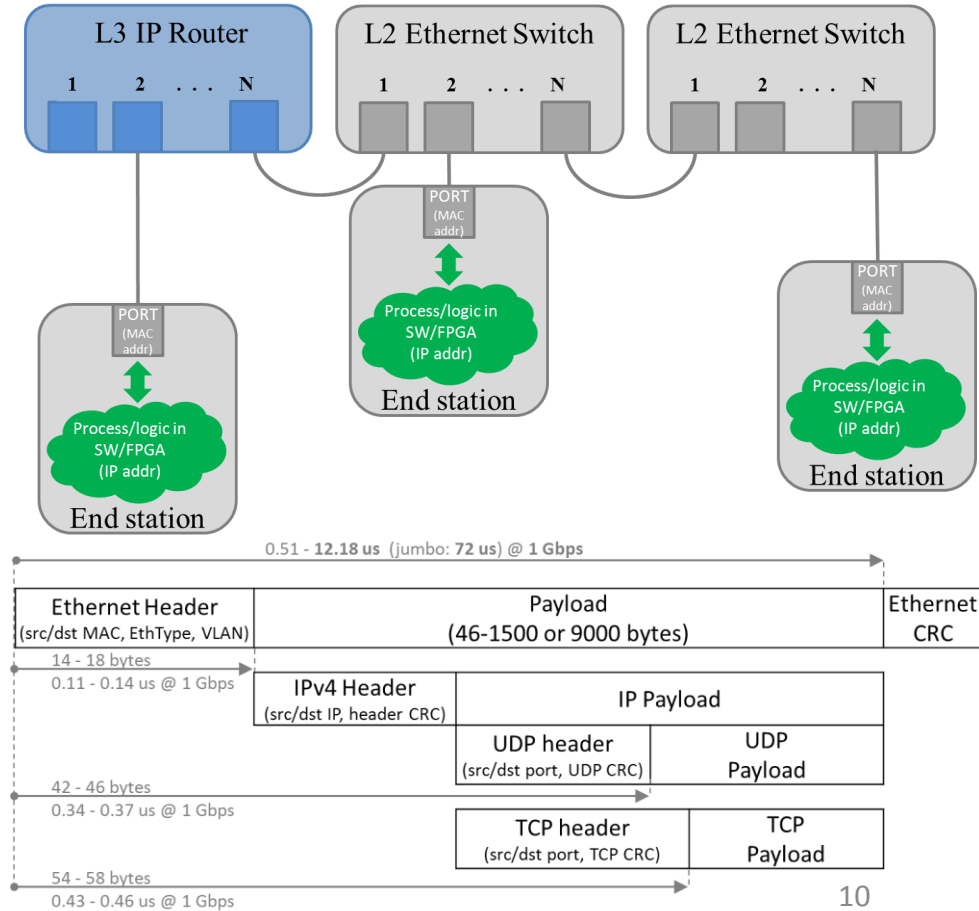 L3 IP Router
1 2 . . . N
L2 Ethernet Switch
1 2 . . . N
L2 Ethernet Switch
1 2 . . . N
PORT
(MAC
addr)
Process/logic in
SW/FPGA
(IP addr)
End station
PORT
(MAC
addr)
Process/logic in
SW/FPGA
(IP addr)
End station
PORT
(MAC
addr)
Process/logic in
SW/FPGA
(IP addr)
End station
0.51 - 12.18 us (jumbo: 72 us) @ 1 Gbps
Ethernet Header
(src/dst MAC, EthType, VLAN)
Payload
(46-1500 or 9000 bytes)
Ethernet
CRC
14 - 18 bytes
0.11 - 0.14 us @ 1 Gbps
IPv4 Header
(src/dst IP, header CRC)
IP Payload
UDP header
(src/dst port, UDP CRC)
UDP
Payload
42 - 46 bytes
0.34 - 0.37 us @ 1 Gbps
TCP header
(src/dst port, TCP CRC)
TCP
Payload
54 - 58 bytes
0.43 - 0.46 us @ 1 Gbps
10